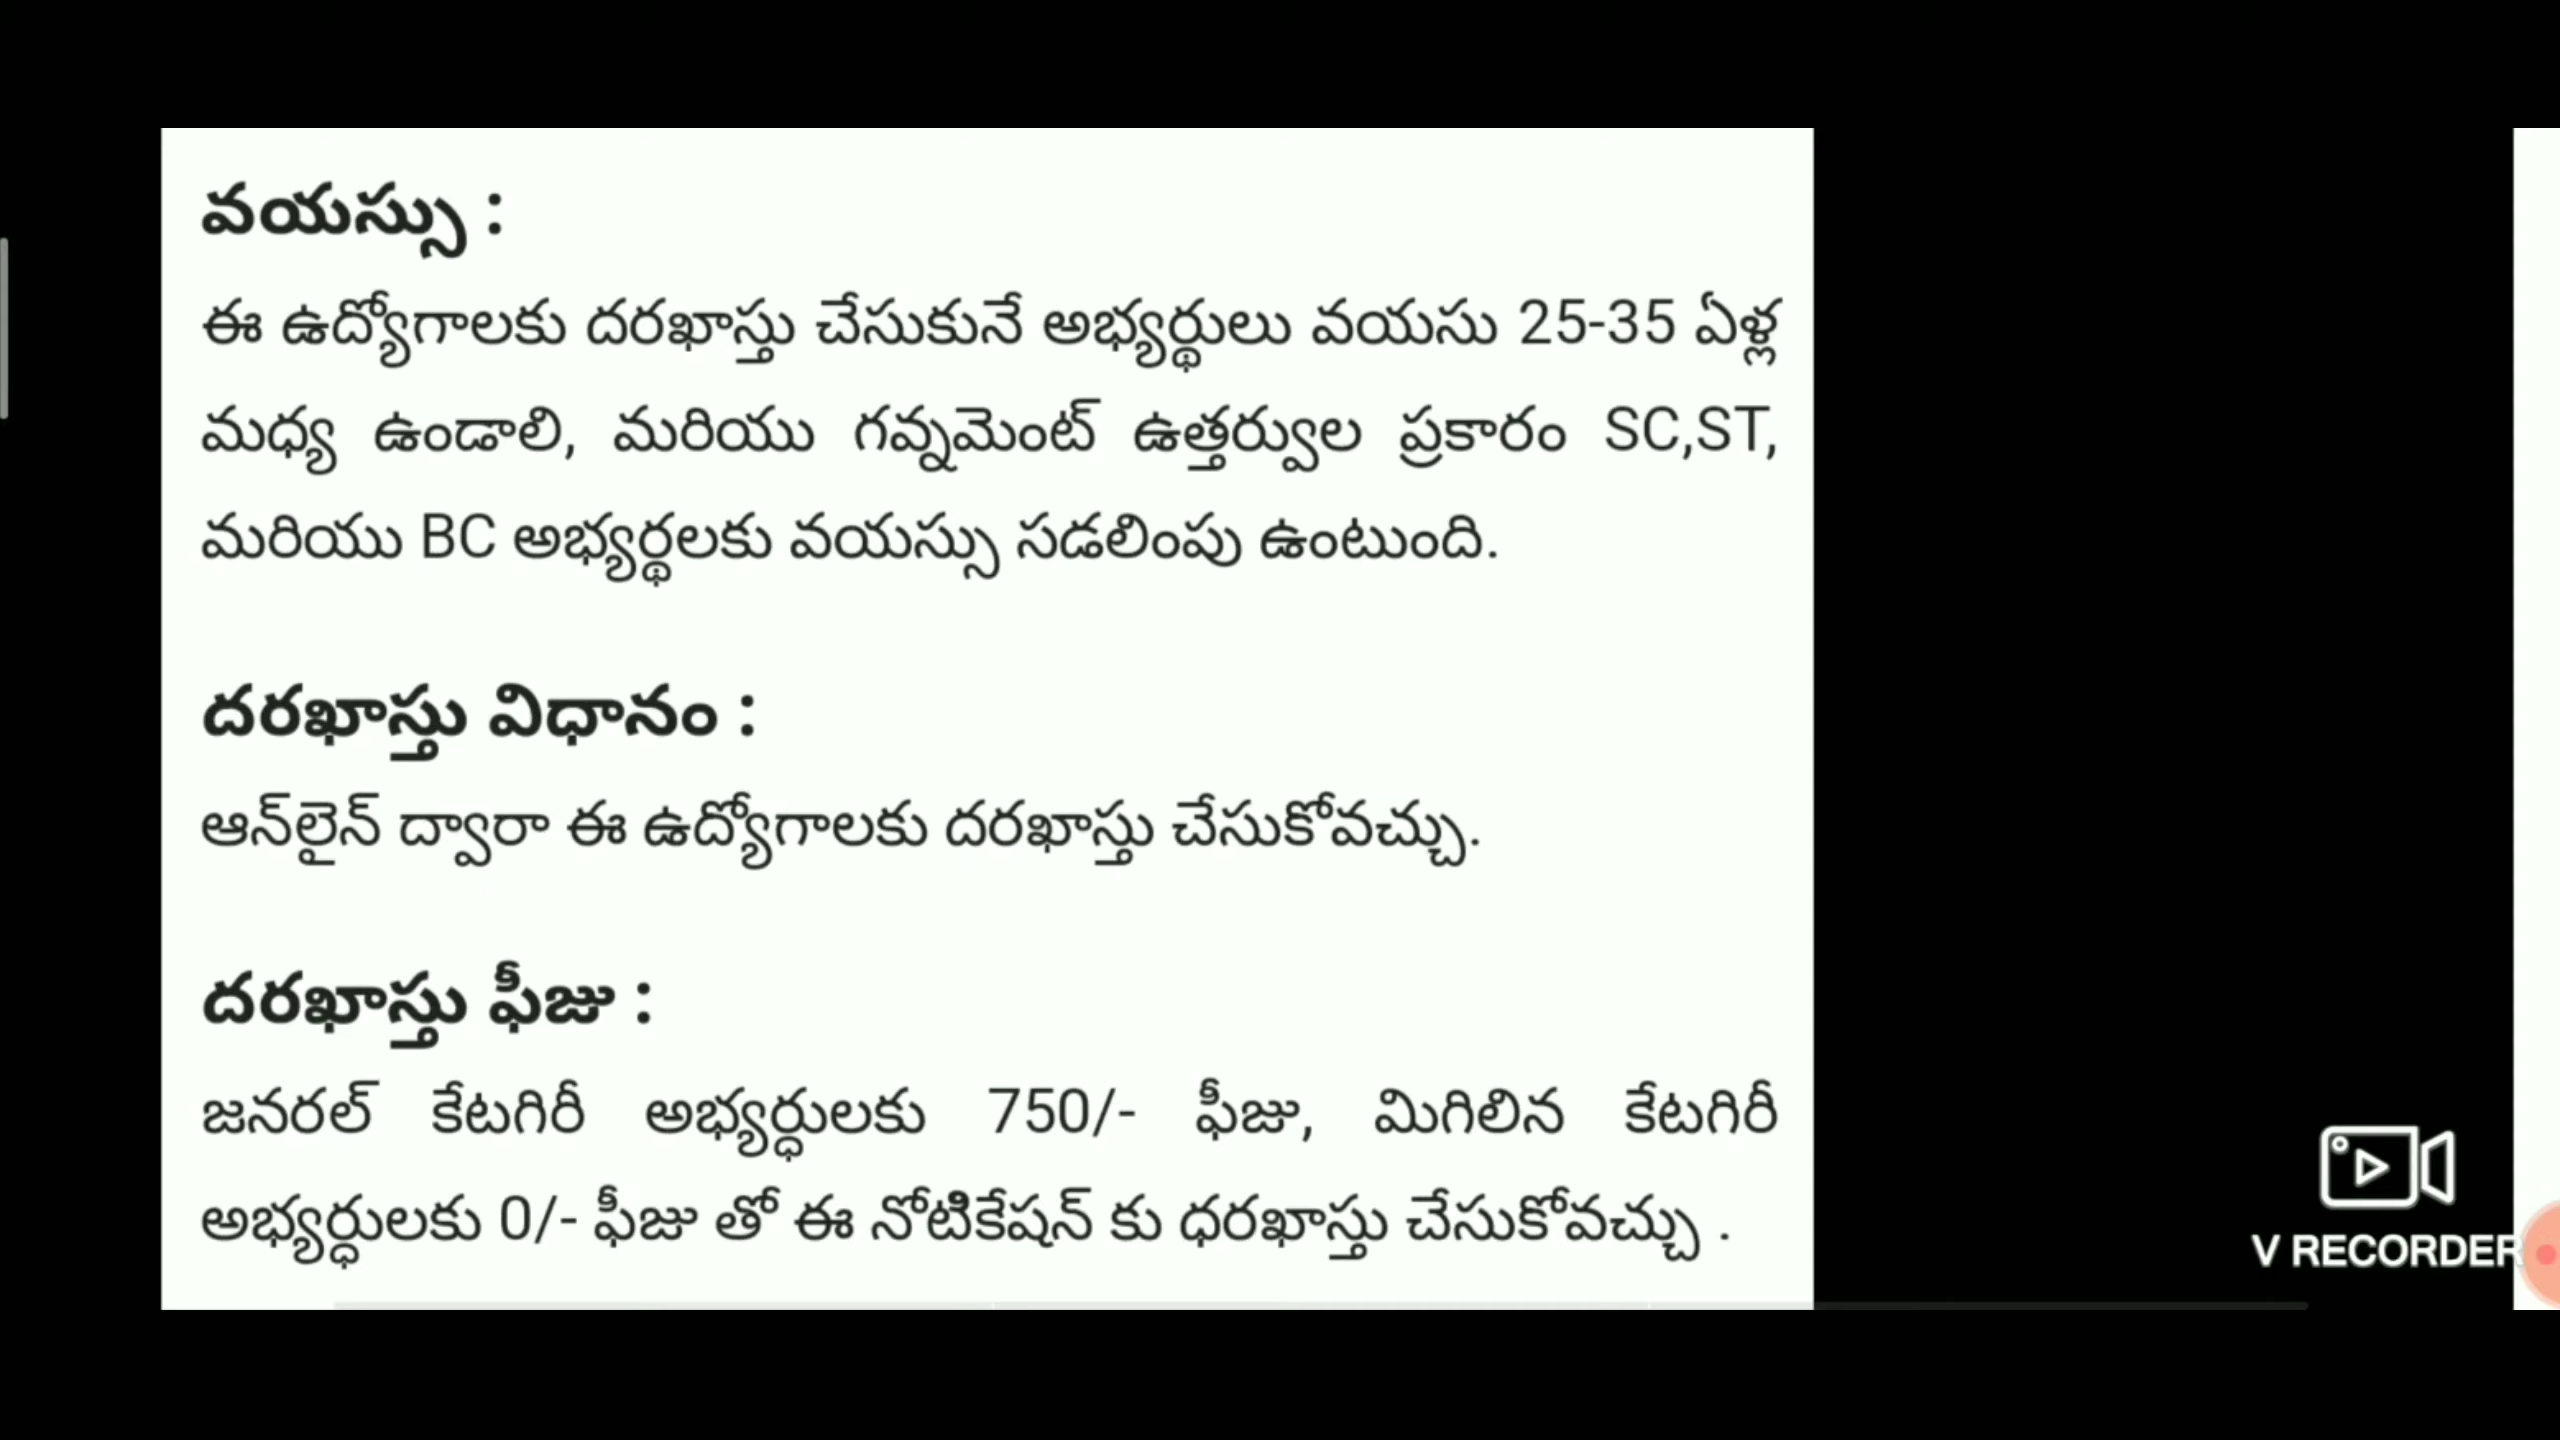 వయస్సు :
ఈ ఉద్యోగాలకు దరఖాస్తు చేసుకునే అభ్యర్థులు వయసు 25-35 ఏళ్ల
మధ్య ఉండాలి, మరియు గవ్నమెంట్ ఉత్తర్వుల ప్రకారం SC,ST,
మరియు BC అభ్యర్థలకు వయస్సు సడలింపు ఉంటుంది.
దరఖాస్తు విధానం :
ఆన్‌లైన్ ద్వారా ఈ ఉద్యోగాలకు దరఖాస్తు చేసుకోవచ్చు.
దరఖాస్తు ఫీజు :
జనరల్ కేటగిరీ అభ్యర్ధులకు 750/- ఫీజు, మిగిలిన కేటగిరీ
అభ్యర్ధులకు 0/- ఫీజు తో ఈ నోటికేషన్ కు ధరఖాస్తు చేసుకోవచ్చు .
V RECORDER